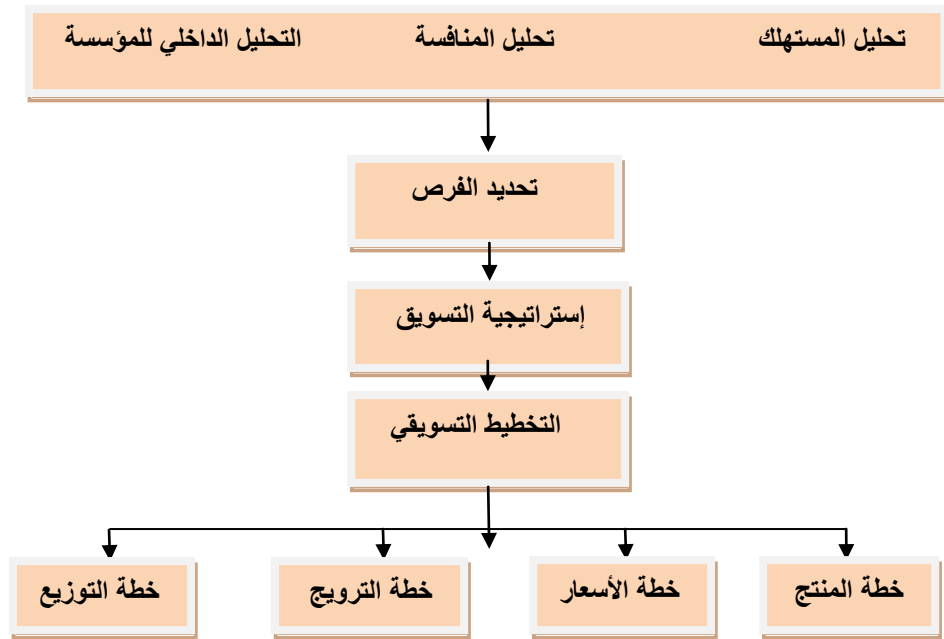 تحليل المستهلك تحليل المنافسة التحليل الداخلي للمؤسسة
تحديد الفرص
إستراتيجية التسويق
التخطيط التسويقي
خطة المنتج خطة الأسعار خطة الترويج خطة التوزيع